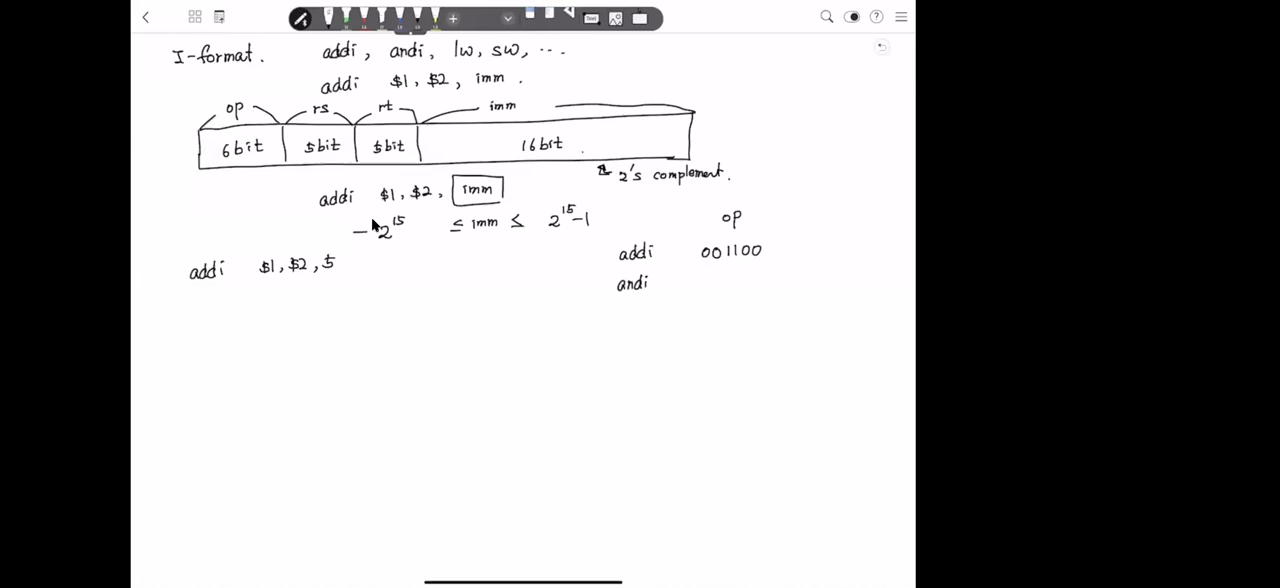 I-format. addi, andi, lw, sw, ...
addi $1, $2, imm.
op rs rt imm
6bit 5bit 5bit 16bit
2's complement.
addi $1, $2, imm
-2^15 ≤ imm ≤ 2^15-1
op
addi 001100
addi $1, $2, 5
andi